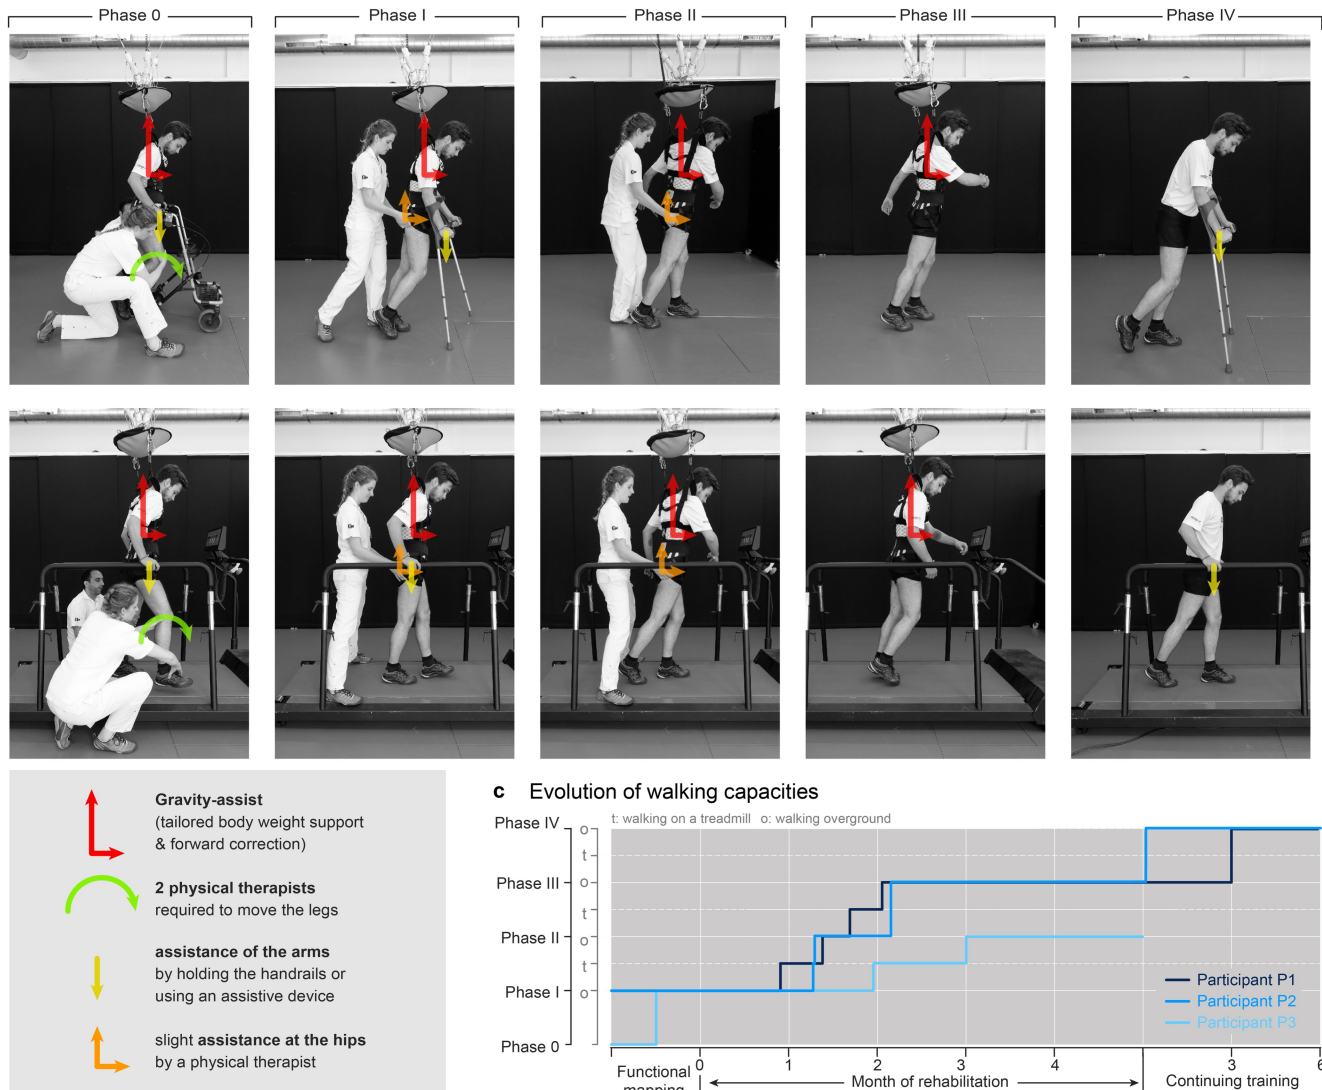 Phase 0
Phase I
Phase II
Phase III
Phase IV
Gravity-assist
(tailored body weight support
& forward correction)
2 physical therapists
required to move the legs
assistance of the arms
by holding the handrails or
using an assistive device
slight assistance at the hips
by a physical therapist
c Evolution of walking capacities
t: walking on a treadmill o: walking overground
Phase IV o
t
Phase III o
t
Phase II o
t
Phase I o
Phase 0
Participant P1
Participant P2
Participant P3
0 1 2 3 4 3 6
Functional
mapping
Month of rehabilitation
Continuing training